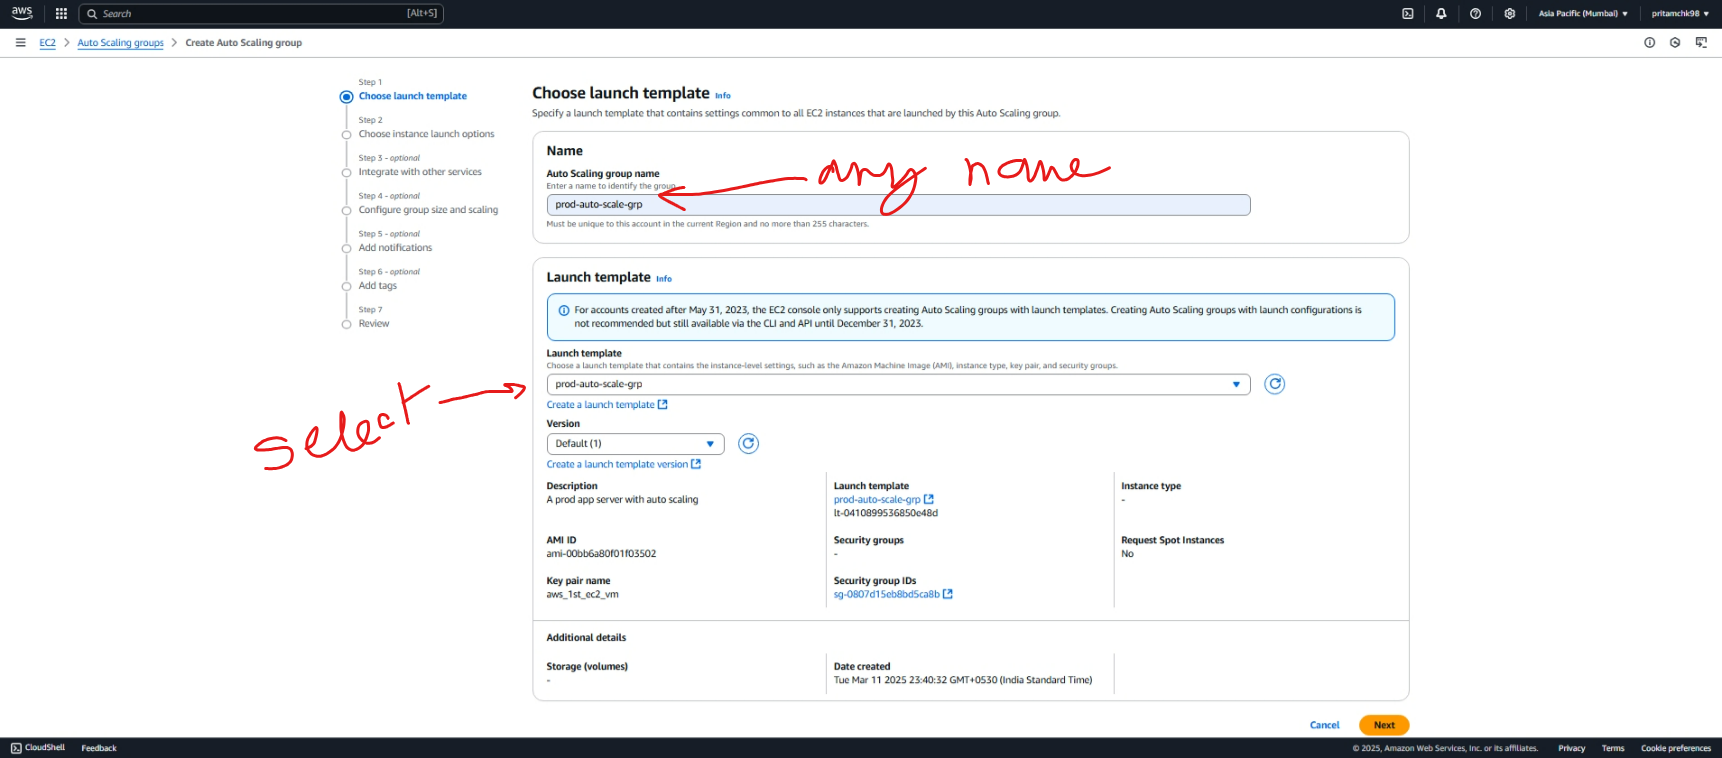 aws
Search
[Alt+S]
Asia Pacific (Mumbai)
pritamchk98
EC2
Auto Scaling groups
Create Auto Scaling group
Step 1
Choose launch template
Step 2
Choose instance launch options
Step 3 - optional
Integrate with other services
Step 4 - optional
Configure group size and scaling
Step 5 - optional
Add notifications
Step 6 - optional
Add tags
Step 7
Review
Choose launch template Info
Specify a launch template that contains settings common to all EC2 instances that are launched by this Auto Scaling group.
Name
Auto Scaling group name
Enter a name to identify the group.
any name
prod-auto-scale-grp
Must be unique to this account in the current Region and no more than 255 characters.
Launch template Info
For accounts created after May 31, 2023, the EC2 console only supports creating Auto Scaling groups with launch templates. Creating Auto Scaling groups with launch configurations is
not recommended but still available via the CLI and API until December 31, 2023.
Launch template
Choose a launch template that contains the instance-level settings, such as the Amazon Machine Image (AMI), instance type, key pair, and security groups.
select
prod-auto-scale-grp
Create a launch template
Version
Default (1)
Create a launch template version
Description
A prod app server with auto scaling
Launch template
prod-auto-scale-grp
lt-0410899536850e48d
Instance type
-
AMI ID
ami-00bb6a80f01f03502
Security groups
-
Request Spot Instances
No
Key pair name
aws_1st_ec2_vm
Security group IDs
sg-0807d15eb8bd5ca8b
Additional details
Storage (volumes)
-
Date created
Tue Mar 11 2025 23:40:32 GMT+0530 (India Standard Time)
Cancel
Next
CloudShell
Feedback
© 2025, Amazon Web Services, Inc. or its affiliates.
Privacy
Terms
Cookie preferences